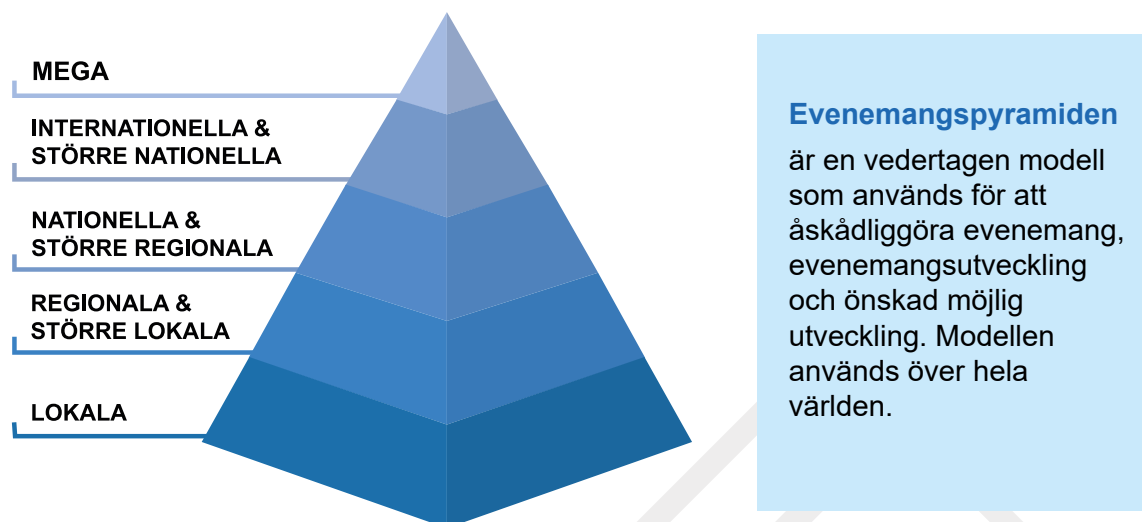 MEGA
INTERNATIONELLA &
STÖRRE NATIONELLA
NATIONELLA &
STÖRRE REGIONALA
REGIONALA &
STÖRRE LOKALA
LOKALA
Evenemangspyramiden
är en vedertagen modell
som används för att
åskådliggöra evenemang,
evenemangsutveckling
och önskad möjlig
utveckling. Modellen
används över hela
världen.